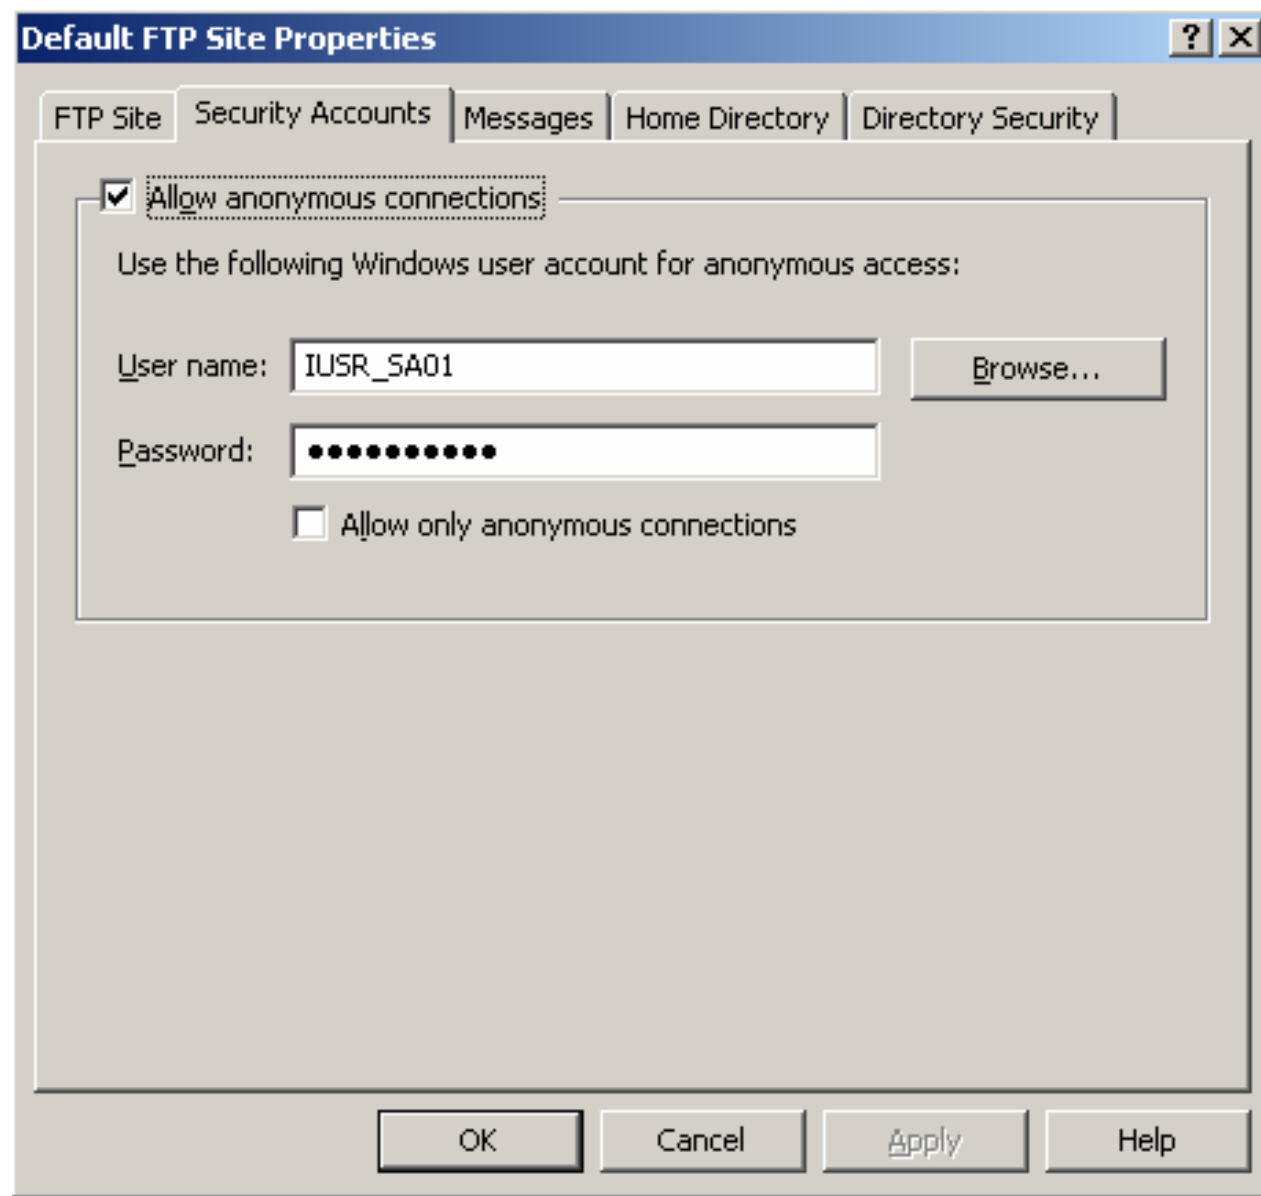 Default FTP Site Properties
FTP Site Security Accounts Messages Home Directory Directory Security
Allow anonymous connections
Use the following Windows user account for anonymous access:
User name: IUSR_SA01 Browse...
Password: ●●●●●●●●●●
Allow only anonymous connections
OK Cancel Apply Help